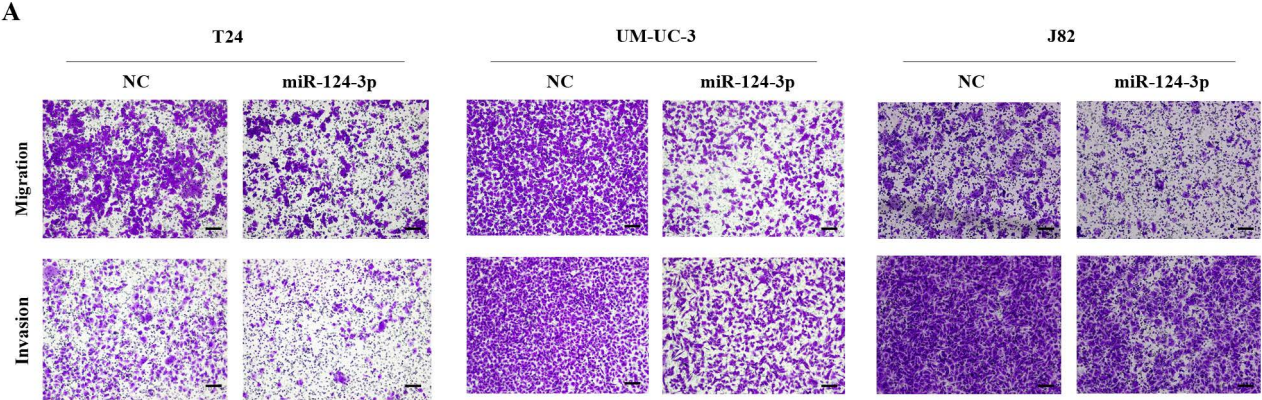 A
T24 UM-UC-3 J82
NC miR-124-3p NC miR-124-3p NC miR-124-3p
Migration
Invasion